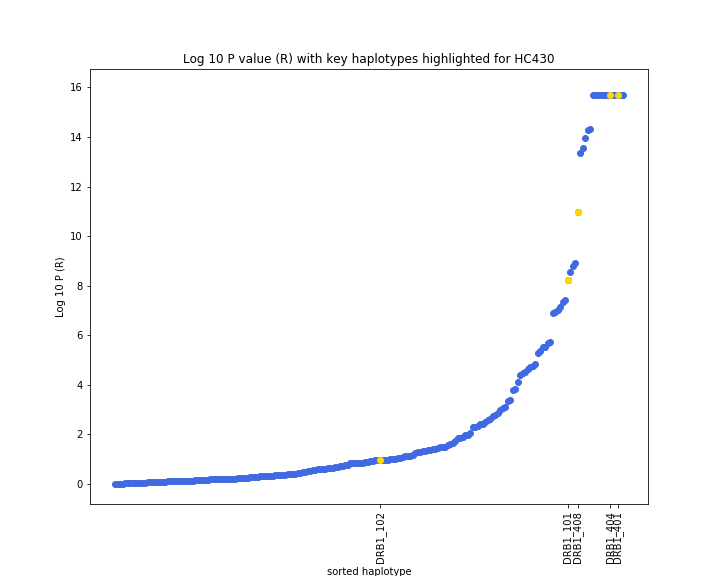 Log 10 P value (R) with key haplotypes highlighted for HC430
16
14
12
10
8
6
4
2
0
Log 10 P (R)
DRB1_102
DRB1_101
DRB1_408
DRB1_404
DRB1_401
sorted haplotype